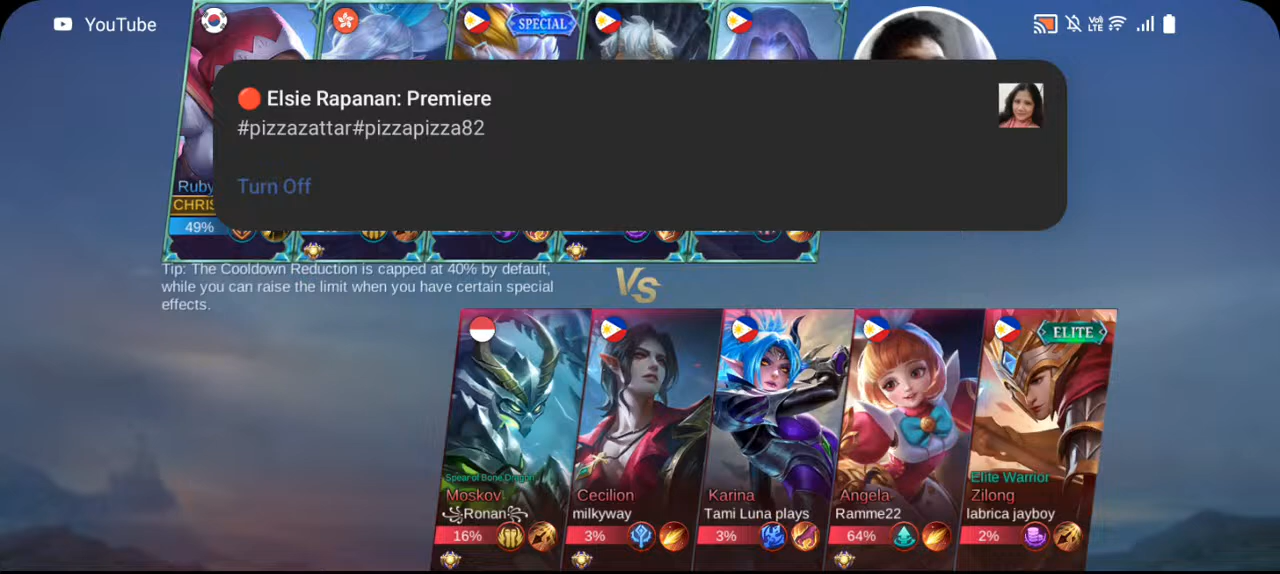 YouTube
SPECIAL
VoLTE
Elsie Rapanan: Premiere
#pizzazattar#pizzapizza82
Turn Off
Ruby
CHRIS
49%
Tip: The Cooldown Reduction is capped at 40% by default,
while you can raise the limit when you have certain special
effects.
VS
ELITE
Spear of Bone Dragon
Elite Warrior
Moskov
Cecilion
Karina
Angela
Zilong
꧁Ronan꧂
milkyway
Tami Luna plays
Ramme22
labrica jayboy
16%
3%
3%
64%
2%